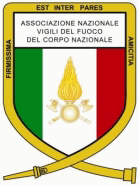 EST INTER PARES
ASSOCIAZIONE NAZIONALE
VIGILI DEL FUOCO
DEL CORPO NAZIONALE
FIRMISSIMA
AMICITIA